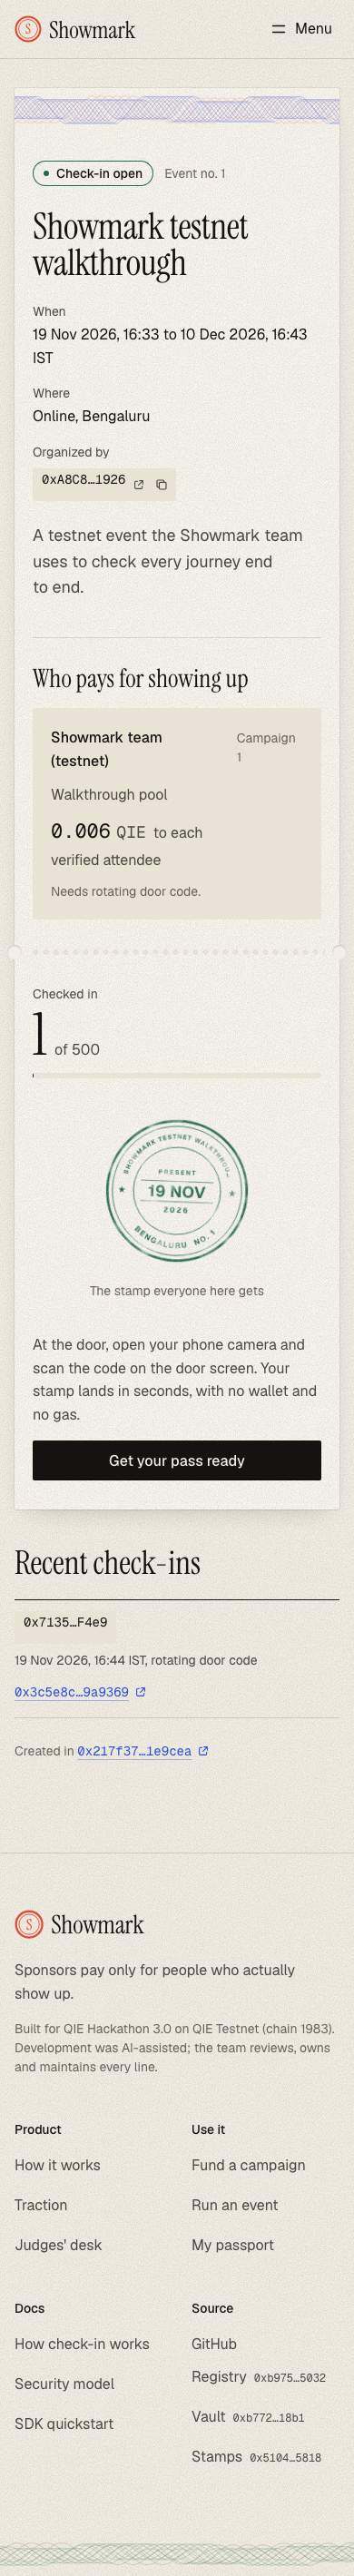 S Showmark
Menu
Check-in open Event no. 1
Showmark testnet
walkthrough
When
19 Nov 2026, 16:33 to 10 Dec 2026, 16:43
IST
Where
Online, Bengaluru
Organized by
0xA8C8…1926
A testnet event the Showmark team
uses to check every journey end
to end.
Who pays for showing up
Showmark team
(testnet)
Campaign
1
Walkthrough pool
0.006 QIE to each
verified attendee
Needs rotating door code.
Checked in
1 of 500
SHOWMARK TESTNET WALKTHROU…
PRESENT
19 NOV
2026
BENGALURU NO. 1
The stamp everyone here gets
At the door, open your phone camera and
scan the code on the door screen. Your
stamp lands in seconds, with no wallet and
no gas.
Get your pass ready
Recent check-ins
0x7135…F4e9
19 Nov 2026, 16:44 IST, rotating door code
0x3c5e8c…9a9369
Created in 0x217f37…1e9cea
S Showmark
Sponsors pay only for people who actually
show up.
Built for QIE Hackathon 3.0 on QIE Testnet (chain 1983).
Development was AI-assisted; the team reviews, owns
and maintains every line.
Product
How it works
Traction
Judges' desk
Use it
Fund a campaign
Run an event
My passport
Docs
How check-in works
Security model
SDK quickstart
Source
GitHub
Registry 0xb975…5032
Vault 0xb772…18b1
Stamps 0x5104…5818